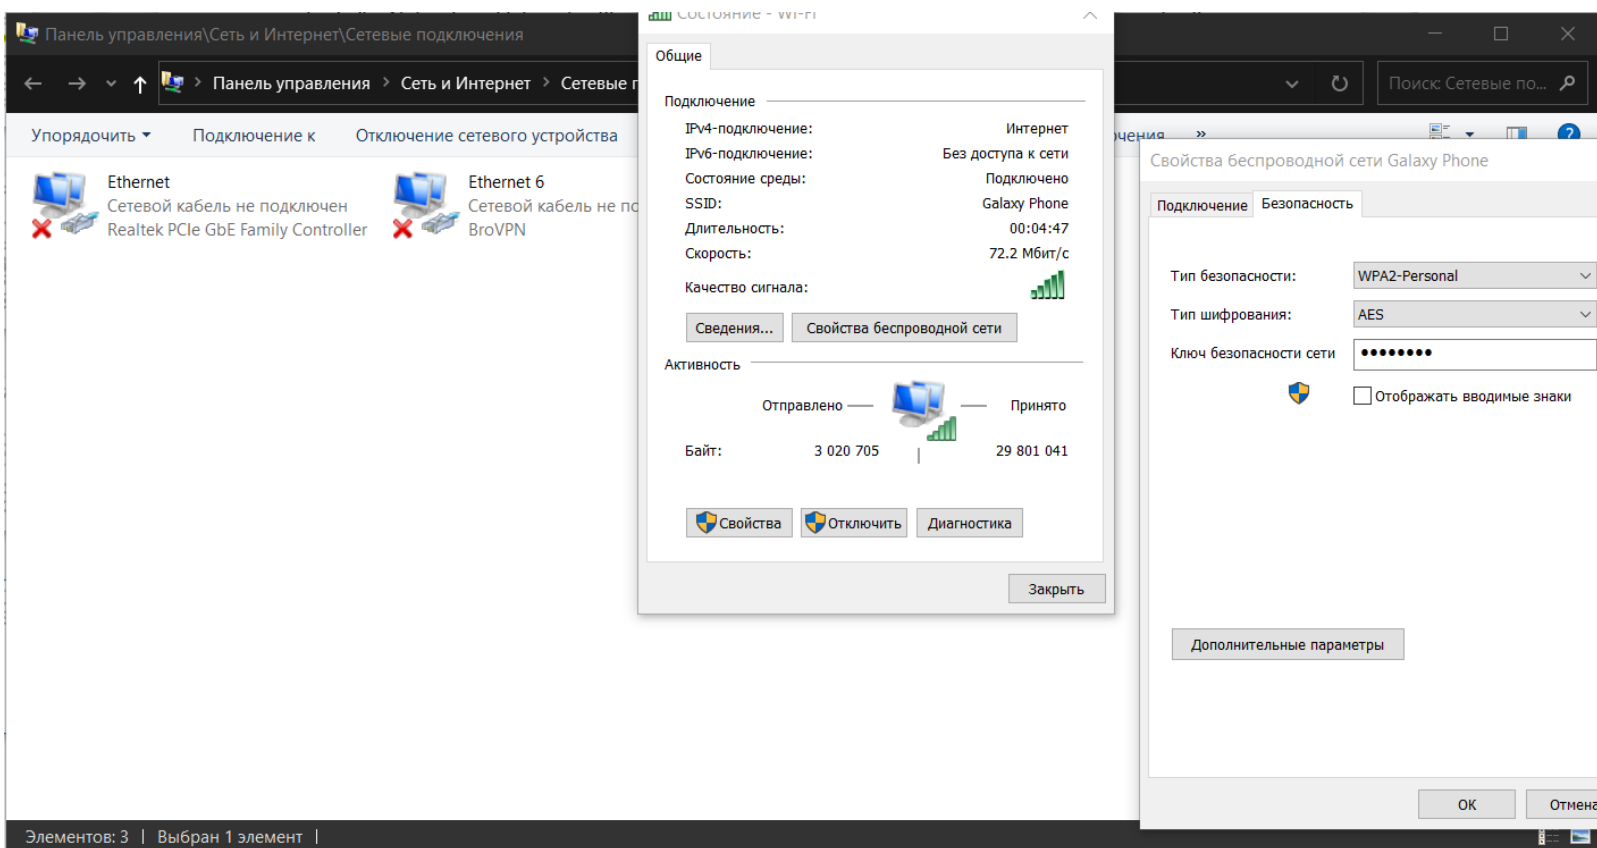 Панель управления\Сеть и Интернет\Сетевые подключения
Панель управления > Сеть и Интернет > Сетевые
Поиск: Сетевые по...
Упорядочить
Подключение к
Отключение сетевого устройства
»
Ethernet
Сетевой кабель не подключен
Realtek PCIe GbE Family Controller
Ethernet 6
Сетевой кабель не
BroVPN
Состояние - Wi-Fi
Общие
Подключение
IPv4-подключение: Интернет
IPv6-подключение: Без доступа к сети
Состояние среды: Подключено
SSID: Galaxy Phone
Длительность: 00:04:47
Скорость: 72.2 Мбит/с
Качество сигнала:
Сведения... Свойства беспроводной сети
Активность
Отправлено — — Принято
Байт: 3 020 705 | 29 801 041
Свойства Отключить Диагностика
Закрыть
Свойства беспроводной сети Galaxy Phone
Подключение Безопасность
Тип безопасности: WPA2-Personal
Тип шифрования: AES
Ключ безопасности сети ••••••••
Отображать вводимые знаки
Дополнительные параметры
ОК Отмена
Элементов: 3 | Выбран 1 элемент |